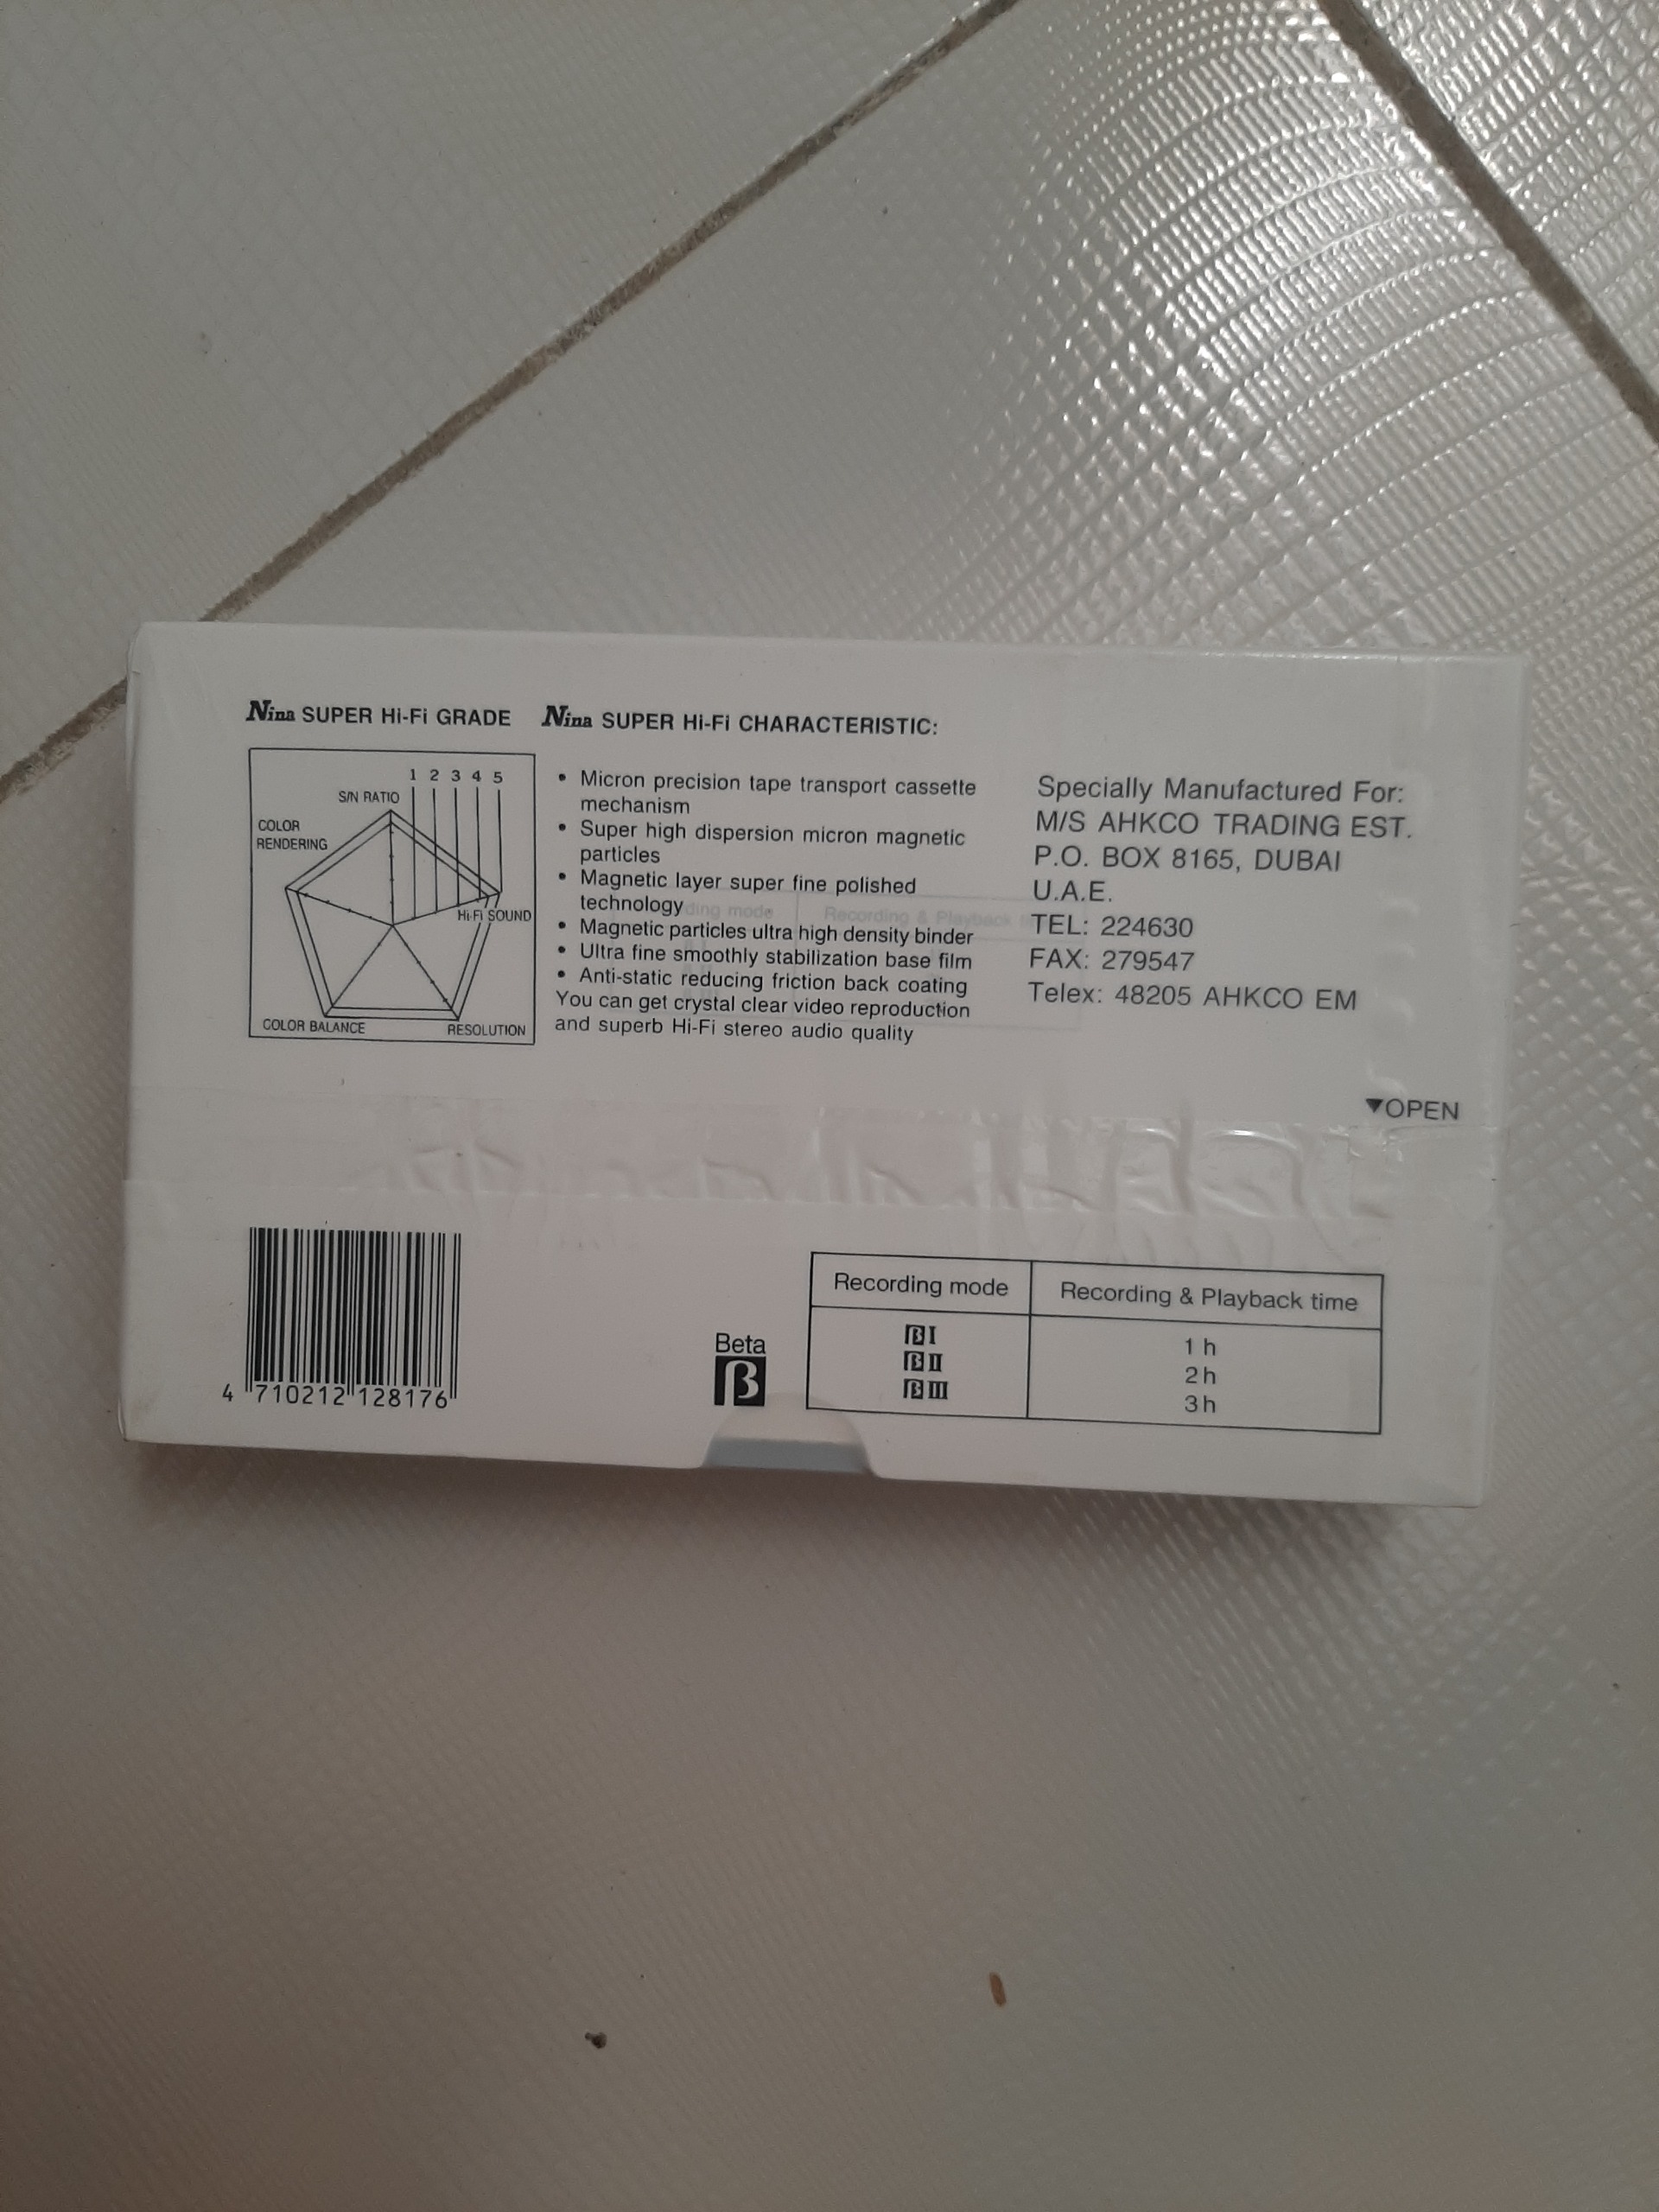 Nina SUPER Hi-Fi GRADE
1 2 3 4 5
S/N RATIO
COLOR
RENDERING
Hi-Fi SOUND
COLOR BALANCE
RESOLUTION
Nina SUPER Hi-Fi CHARACTERISTIC:
• Micron precision tape transport cassette
mechanism
• Super high dispersion micron magnetic
particles
• Magnetic layer super fine polished
technology
• Magnetic particles ultra high density binder
• Ultra fine smoothly stabilization base film
• Anti-static reducing friction back coating
You can get crystal clear video reproduction
and superb Hi-Fi stereo audio quality
Specially Manufactured For:
M/S AHKCO TRADING EST.
P.O. BOX 8165, DUBAI
U.A.E.
TEL: 224630
FAX: 279547
Telex: 48205 AHKCO EM
▼OPEN
4 710212 128176
Beta
β
Recording mode Recording & Playback time
βI 1 h
βII 2 h
βIII 3 h